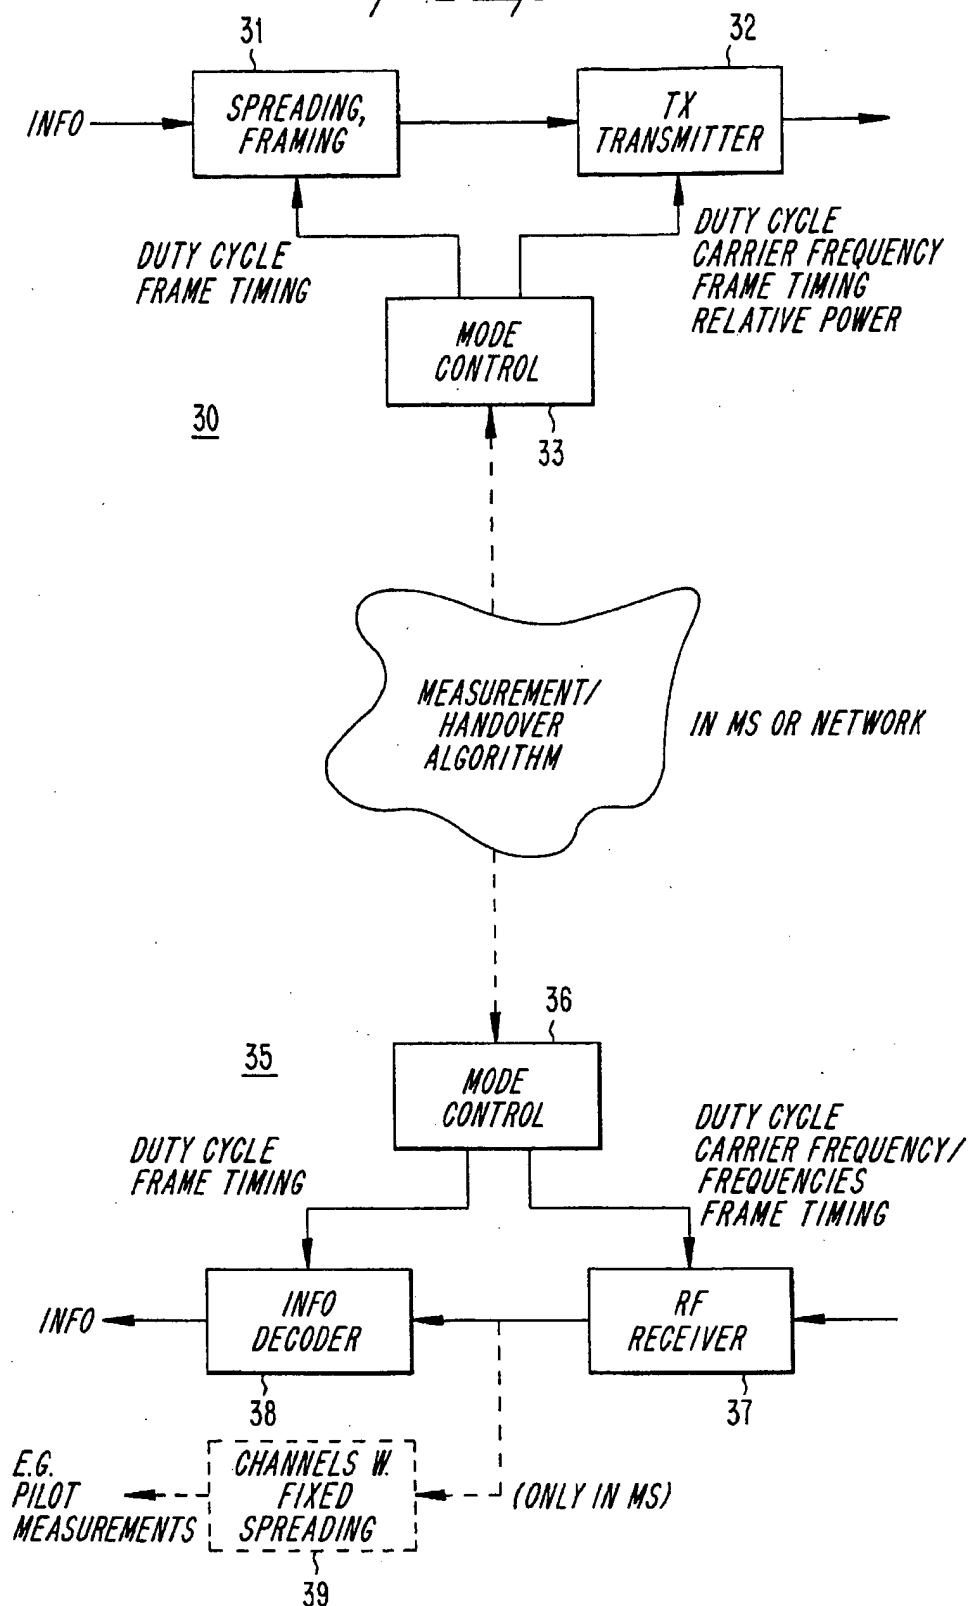 31
32
INFO
SPREADING,
FRAMING
TX
TRANSMITTER
DUTY CYCLE
FRAME TIMING
DUTY CYCLE
CARRIER FREQUENCY
FRAME TIMING
RELATIVE POWER
MODE
CONTROL
30
33
MEASUREMENT/
HANDOVER
ALGORITHM
IN MS OR NETWORK
36
35
MODE
CONTROL
DUTY CYCLE
FRAME TIMING
DUTY CYCLE
CARRIER FREQUENCY/
FREQUENCIES
FRAME TIMING
INFO
INFO
DECODER
RF
RECEIVER
38
37
E.G.
PILOT
MEASUREMENTS
CHANNELS W.
FIXED
SPREADING
(ONLY IN MS)
39